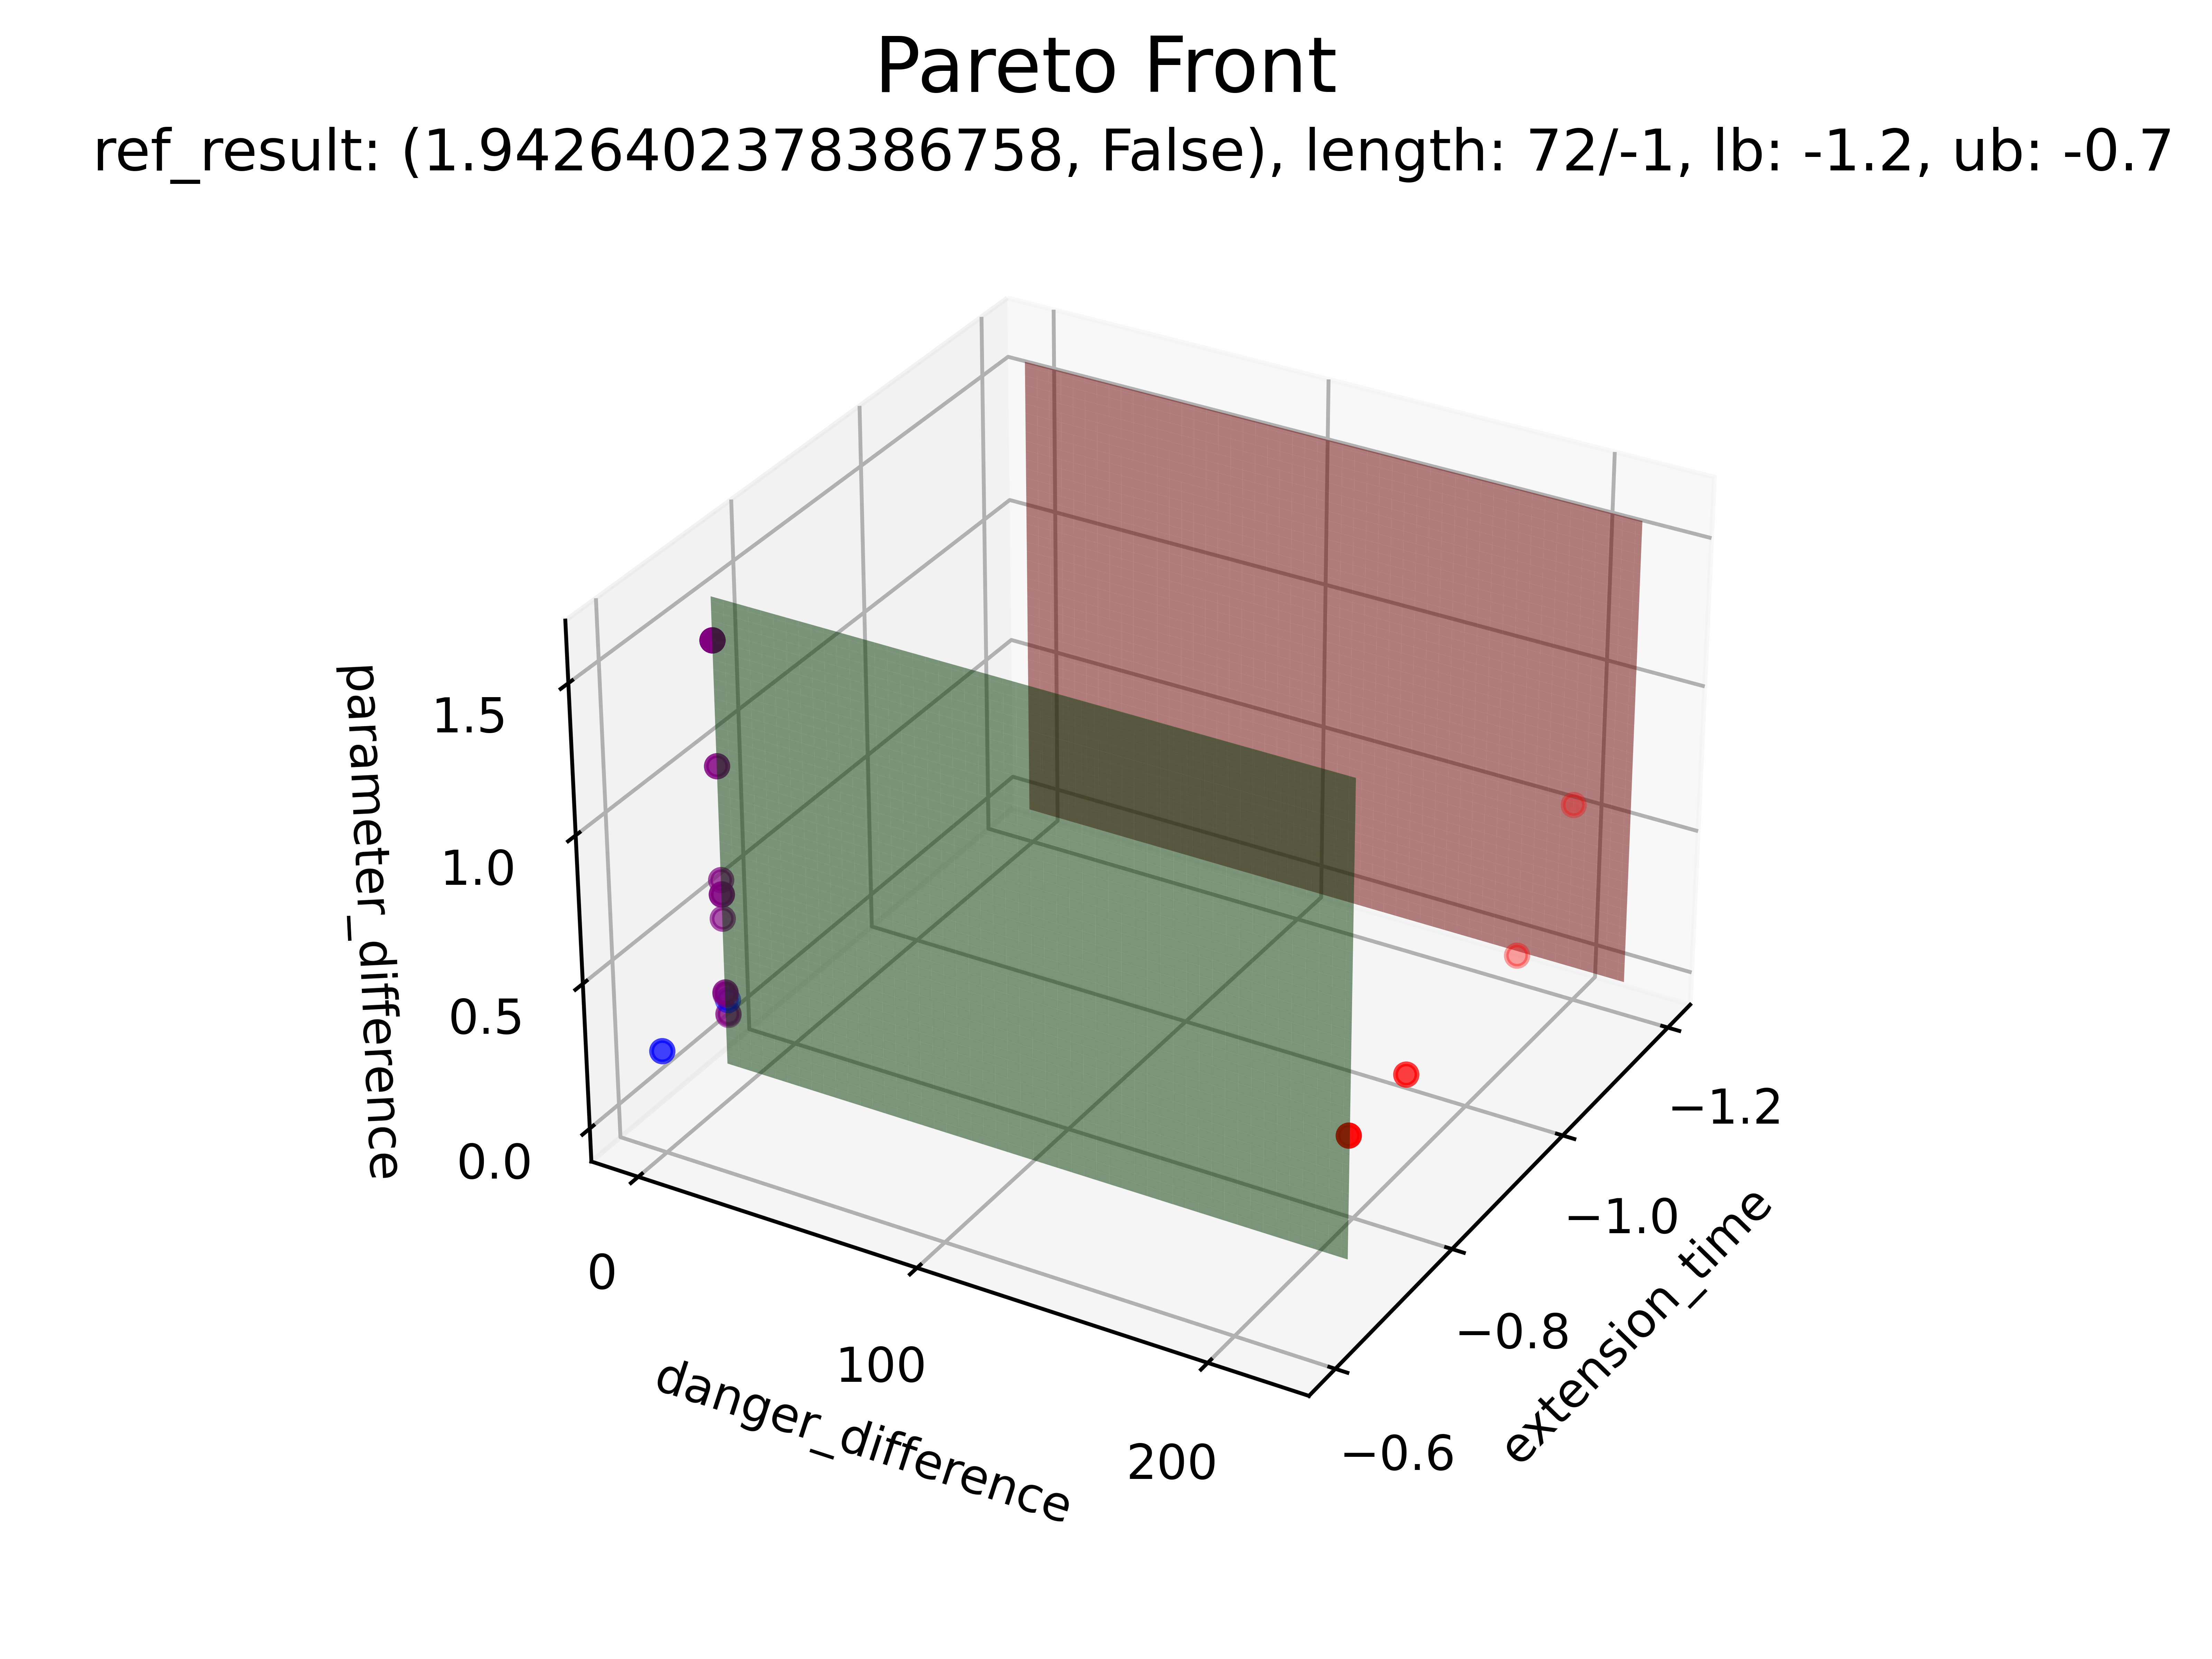 Pareto Front
ref_result: (1.9426402378386758, False), length: 72/-1, lb: -1.2, ub: -0.7
parameter_difference
1.5
1.0
0.5
0.0
0
100
200
danger_difference
−1.2
−1.0
−0.8
−0.6
extension_time